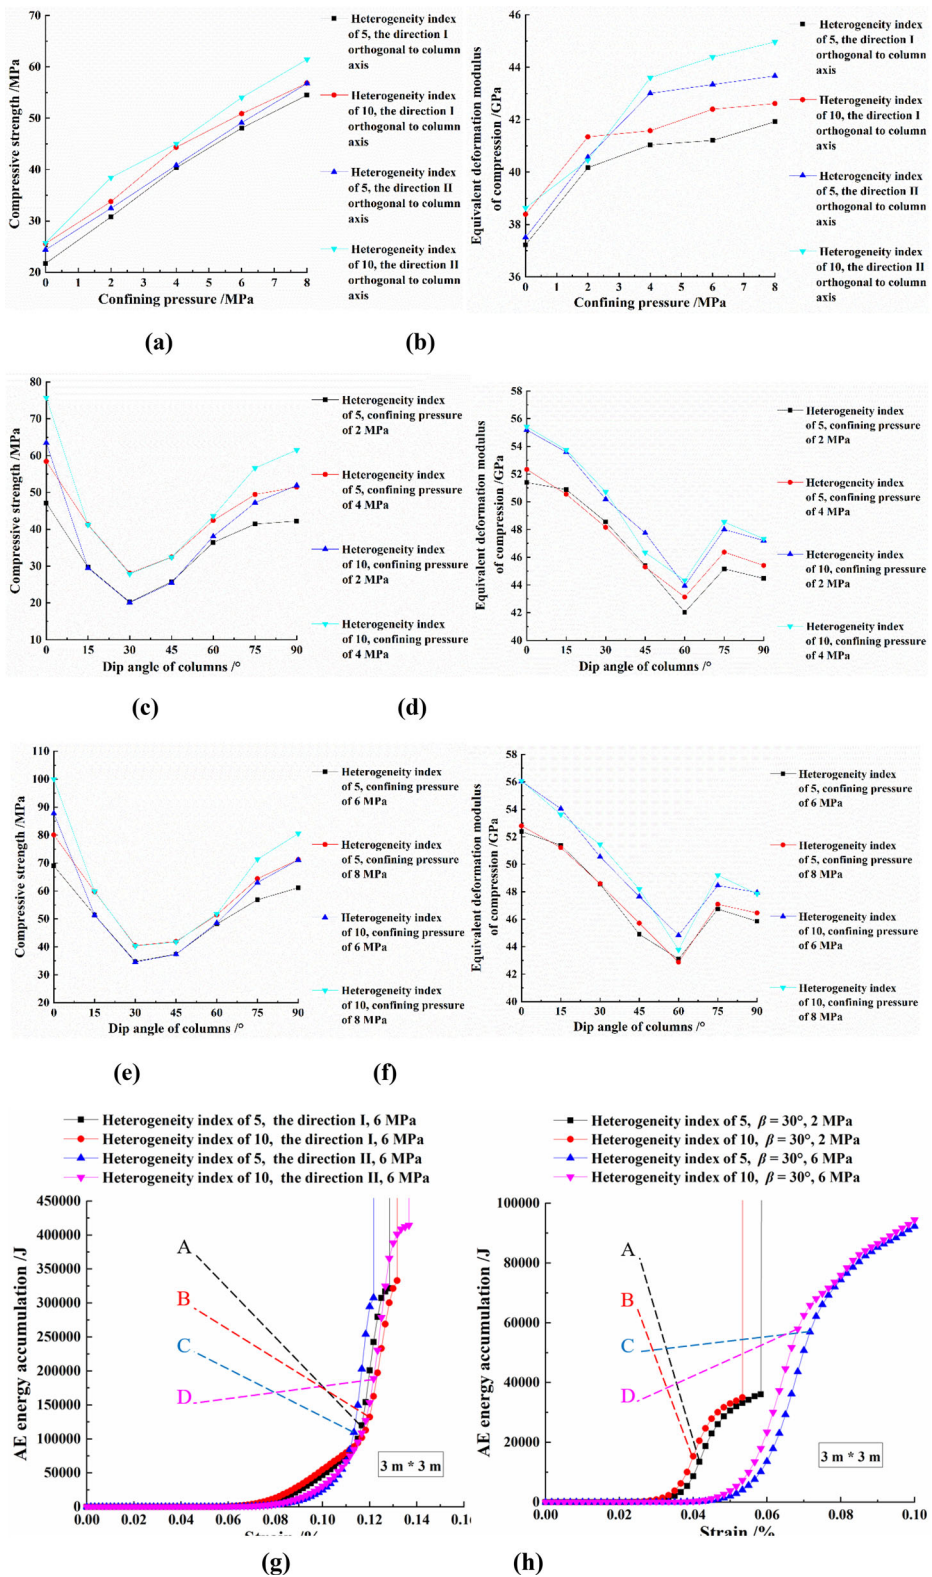 70
60
50
40
30
20
0 1 2 3 4 5 6 7 8
Compressive strength /MPa
Confining pressure /MPa
Heterogeneity index
of 5, the direction I
orthogonal to column
axis
Heterogeneity index
of 10, the direction I
orthogonal to column
axis
Heterogeneity index
of 5, the direction II
orthogonal to column
axis
Heterogeneity index
of 10, the direction II
orthogonal to column
axis
(a)
46
44
42
40
38
36
0 1 2 3 4 5 6 7 8
Equivalent deformation modulus
of compression /GPa
Confining pressure /MPa
Heterogeneity index
of 5, the direction I
orthogonal to column
axis
Heterogeneity index
of 10, the direction I
orthogonal to column
axis
Heterogeneity index
of 5, the direction II
orthogonal to column
axis
Heterogeneity index
of 10, the direction II
orthogonal to column
axis
(b)
80
70
60
50
40
30
20
10
0 15 30 45 60 75 90
Compressive strength /MPa
Dip angle of columns /°
Heterogeneity index
of 5, confining pressure
of 2 MPa
Heterogeneity index
of 5, confining pressure
of 4 MPa
Heterogeneity index
of 10, confining pressure
of 2 MPa
Heterogeneity index
of 10, confining pressure
of 4 MPa
(c)
58
56
54
52
50
48
46
44
42
40
0 15 30 45 60 75 90
Equivalent deformation modulus
of compression /GPa
Dip angle of columns /°
Heterogeneity index
of 5, confining pressure
of 2 MPa
Heterogeneity index
of 5, confining pressure
of 4 MPa
Heterogeneity index
of 10, confining pressure
of 2 MPa
Heterogeneity index
of 10, confining pressure
of 4 MPa
(d)
110
100
90
80
70
60
50
40
30
20
0 15 30 45 60 75 90
Compressive strength /MPa
Dip angle of columns /°
Heterogeneity index
of 5, confining pressure
of 6 MPa
Heterogeneity index
of 5, confining pressure
of 8 MPa
Heterogeneity index
of 10, confining pressure
of 6 MPa
Heterogeneity index
of 10, confining pressure
of 8 MPa
(e)
58
56
54
52
50
48
46
44
42
40
0 15 30 45 60 75 90
Equivalent deformation modulus
of compression /GPa
Dip angle of columns /°
Heterogeneity index
of 5, confining pressure
of 6 MPa
Heterogeneity index
of 5, confining pressure
of 8 MPa
Heterogeneity index
of 10, confining pressure
of 6 MPa
Heterogeneity index
of 10, confining pressure
of 8 MPa
(f)
Heterogeneity index of 5, the direction I, 6 MPa
Heterogeneity index of 10, the direction I, 6 MPa
Heterogeneity index of 5, the direction II, 6 MPa
Heterogeneity index of 10, the direction II, 6 MPa
450000
400000
350000
300000
250000
200000
150000
100000
50000
0
0.00 0.02 0.04 0.06 0.08 0.10 0.12 0.14 0.16
AE energy accumulation /J
Strain /%
A
B
C
D
3 m * 3 m
(g)
Heterogeneity index of 5, β = 30°, 2 MPa
Heterogeneity index of 10, β = 30°, 2 MPa
Heterogeneity index of 5, β = 30°, 6 MPa
Heterogeneity index of 10, β = 30°, 6 MPa
100000
80000
60000
40000
20000
0
0.00 0.02 0.04 0.06 0.08 0.10
AE energy accumulation /J
Strain /%
A
B
C
D
3 m * 3 m
(h)